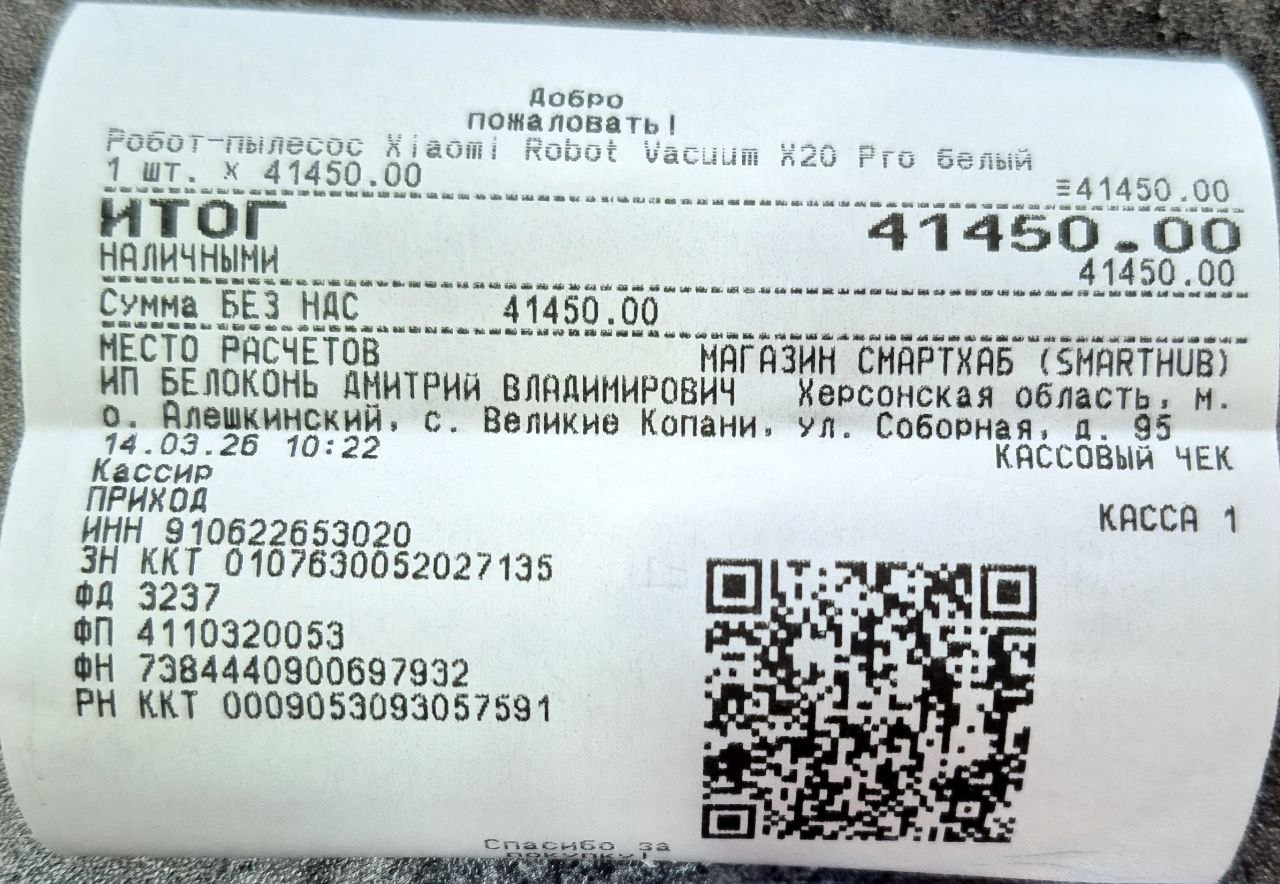 Добро
пожаловать!
Робот-пылесос Xiaomi Robot Vacuum X20 Pro белый
1 шт. x 41450.00
≡41450.00
ИТОГ 41450.00
НАЛИЧНЫМИ 41450.00
Сумма БЕЗ НДС 41450.00
МЕСТО РАСЧЕТОВ МАГАЗИН СМАРТХАБ (SMARTHUB)
ИП БЕЛОКОНЬ ДМИТРИЙ ВЛАДИМИРОВИЧ Херсонская область, м.
о. Алешкинский, с. Великие Копани, ул. Соборная, д. 95
14.03.26 10:22 КАССОВЫЙ ЧЕК
Кассир
ПРИХОД КАССА 1
ИНН 910622653020
ЗН ККТ 0107630052027135
ФД 3237
ФП 4110320053
ФН 7384440900697932
РН ККТ 0009053093057591
Спасибо за
покупку!